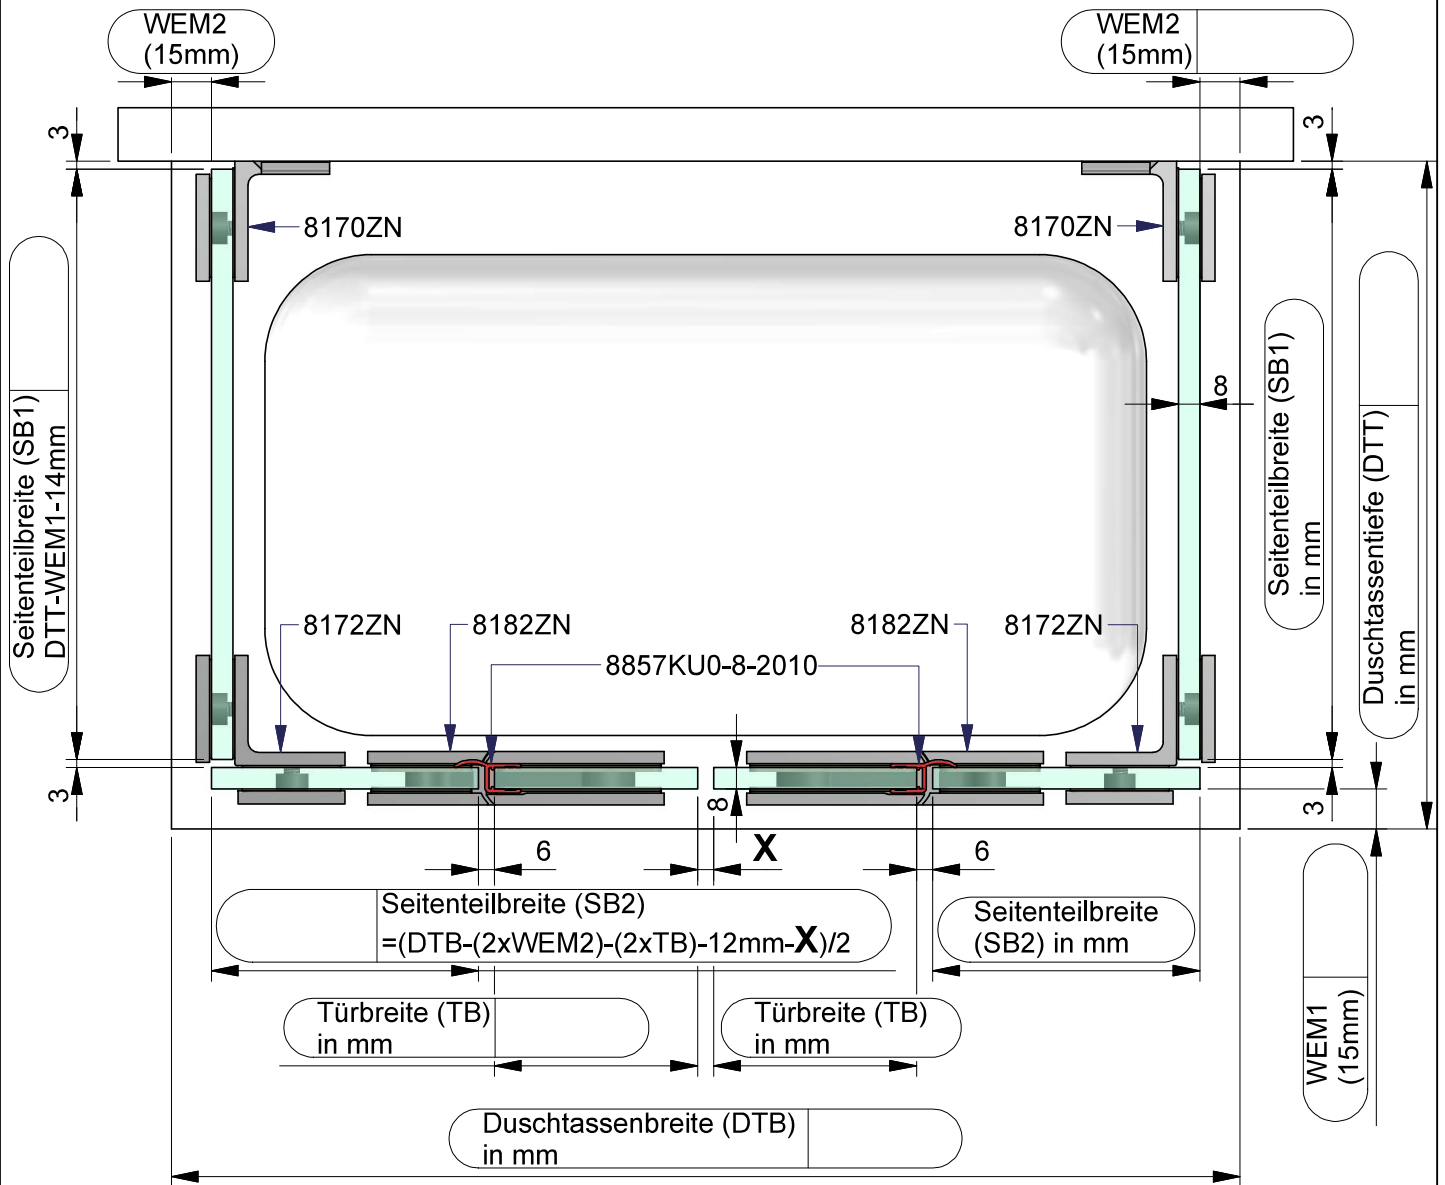 WEM2
(15mm)
WEM2
(15mm)
3
3
8170ZN
8170ZN
Seitenteilbreite (SB1)
DTT-WEM1-14mm
8
Seitenteilbreite (SB1)
in mm
Duschtassentiefe (DTT)
in mm
8172ZN
8182ZN
8182ZN
8172ZN
8857KU0-8-2010
3
8
3
6
X
6
Seitenteilbreite (SB2)
=(DTB-(2xWEM2)-(2xTB)-12mm-X)/2
Seitenteilbreite
(SB2) in mm
Türbreite (TB)
in mm
Türbreite (TB)
in mm
WEM1
(15mm)
Duschtassenbreite (DTB)
in mm